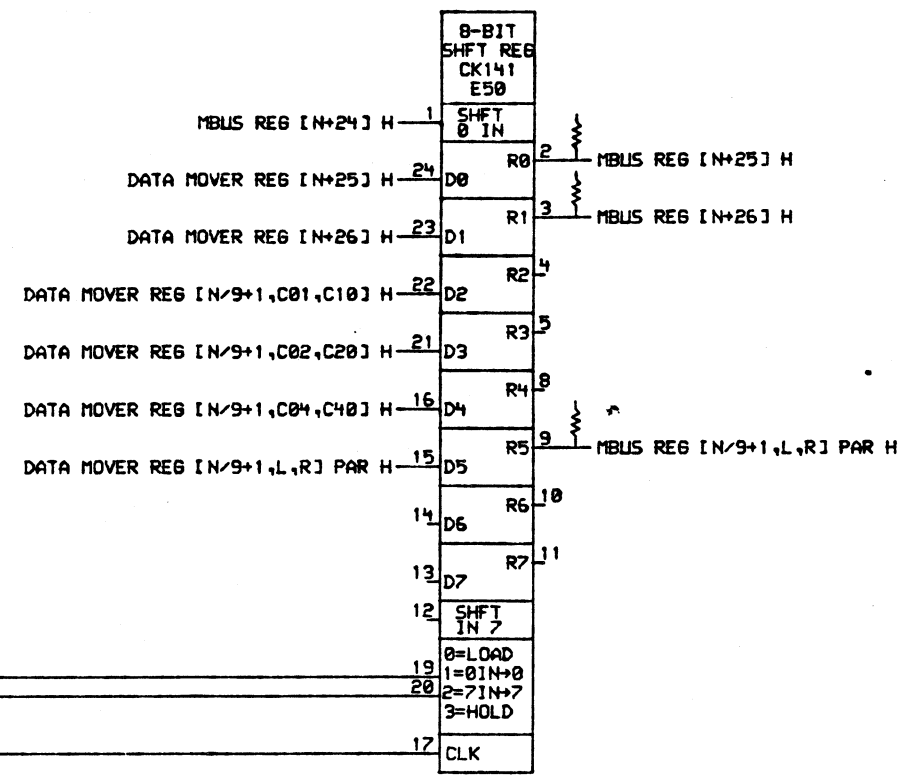 8-BIT
SHFT REG
CK141
E50
MBUS REG [N+24] H 1 SHFT
0 IN
R0 2 MBUS REG [N+25] H
DATA MOVER REG [N+25] H 24 D0
R1 3 MBUS REG [N+26] H
DATA MOVER REG [N+26] H 23 D1
R2 4
DATA MOVER REG [N/9+1,C01,C10] H 22 D2
R3 5
DATA MOVER REG [N/9+1,C02,C20] H 21 D3
R4 8
DATA MOVER REG [N/9+1,C04,C40] H 16 D4
R5 9 MBUS REG [N/9+1,L,R] PAR H
DATA MOVER REG [N/9+1,L,R] PAR H 15 D5
R6 10
14 D6
R7 11
13 D7
12 SHFT
IN 7
0=LOAD
19 1=0IN→0
20 2=7IN→7
3=HOLD
17 CLK